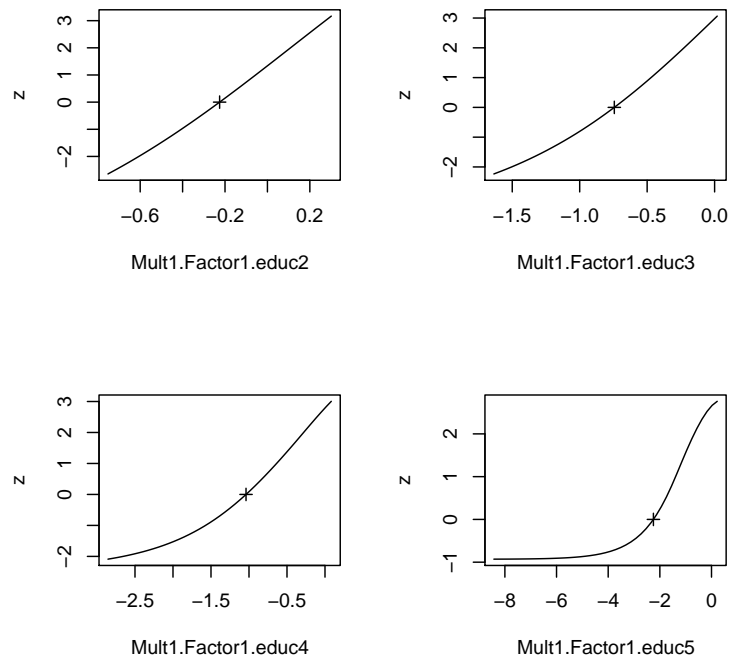 3
2
1
0
−2
z
−0.6 −0.2 0.2
Mult1.Factor1.educ2
3
2
1
0
−2
z
−1.5 −1.0 −0.5 0.0
Mult1.Factor1.educ3
3
2
1
0
−2
z
−2.5 −1.5 −0.5
Mult1.Factor1.educ4
2
1
0
−1
z
−8 −6 −4 −2 0
Mult1.Factor1.educ5